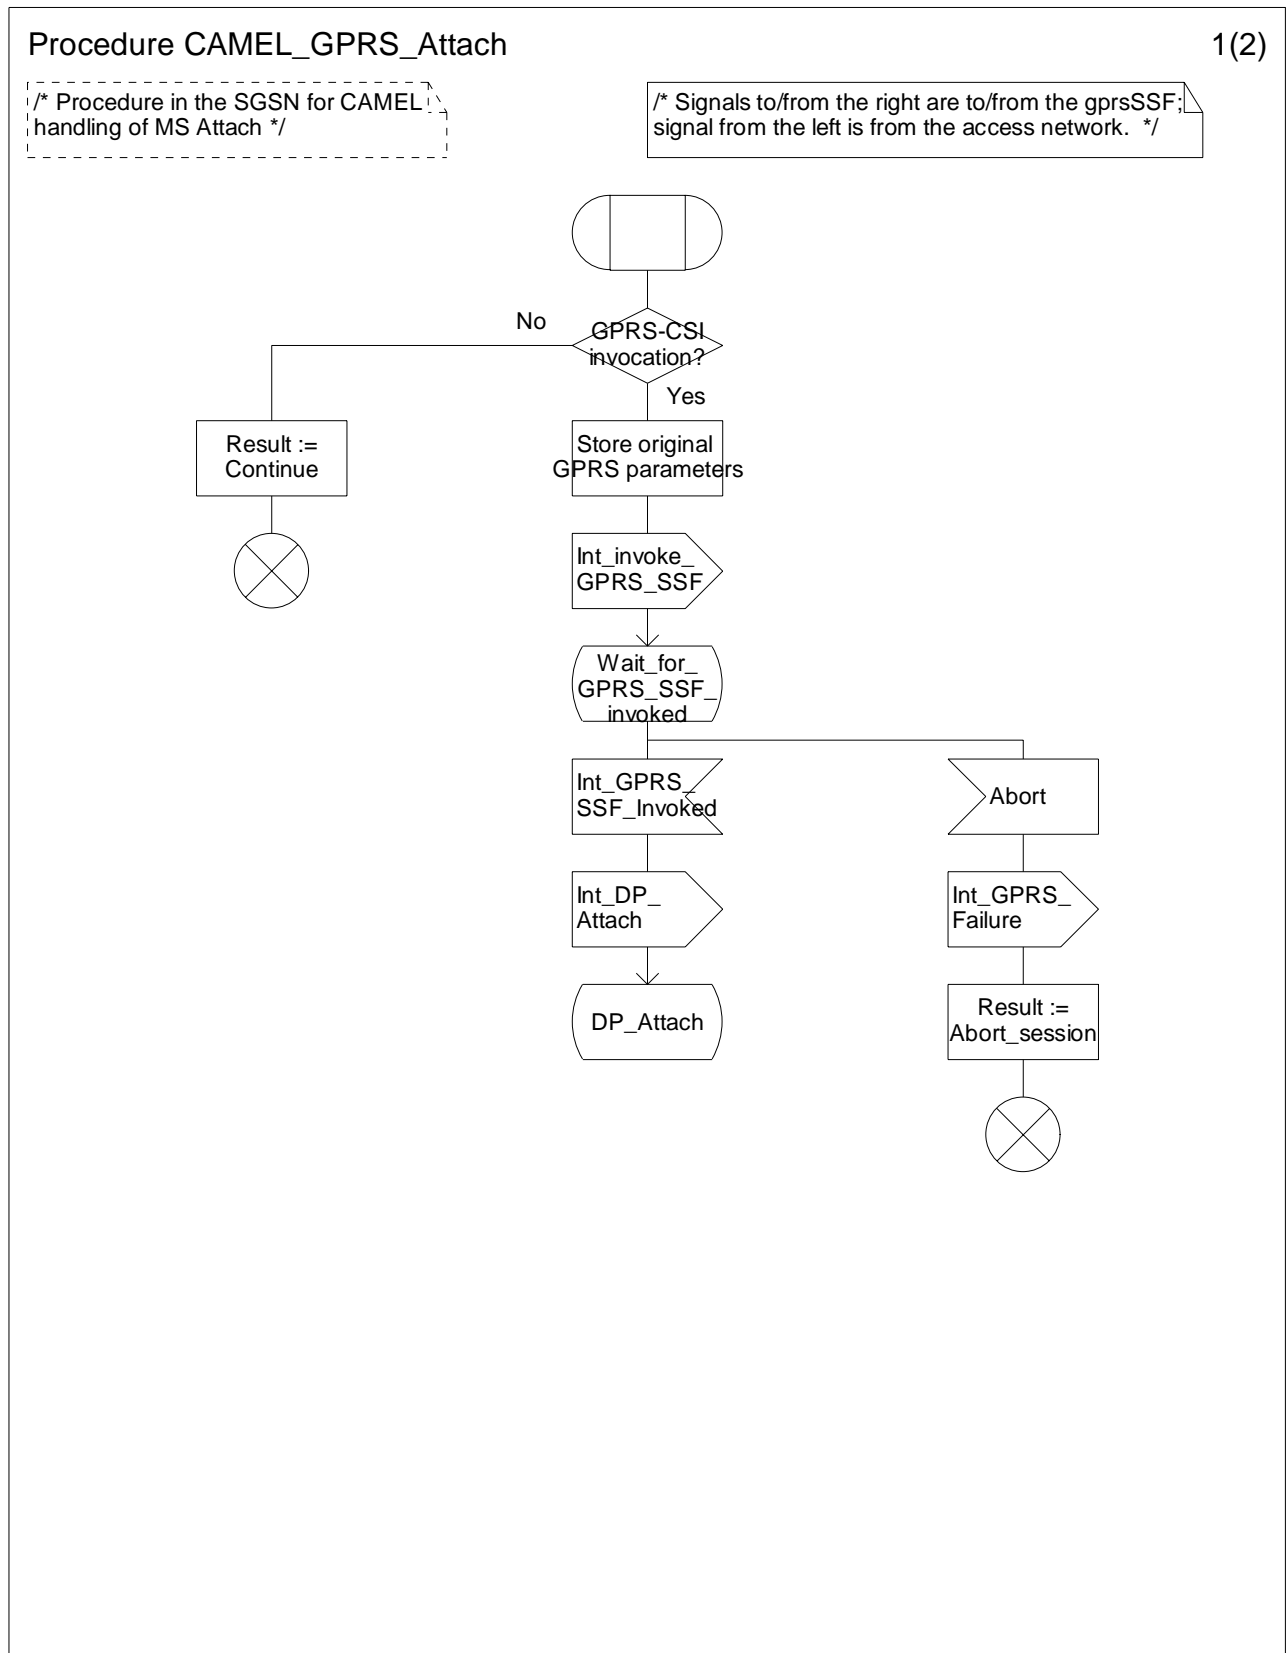 Procedure CAMEL_GPRS_Attach
1(2)
/* Procedure in the SGSN for CAMEL
handling of MS Attach */
/* Signals to/from the right are to/from the gprsSSF;
signal from the left is from the access network.  */
No
GPRS-CSI
invocation?
Yes
Result :=
Continue
Store original
GPRS parameters
Int_invoke_
GPRS_SSF
Wait_for_
GPRS_SSF_
invoked
Int_GPRS_
SSF_Invoked
Abort
Int_DP_
Attach
Int_GPRS_
Failure
DP_Attach
Result :=
Abort_session